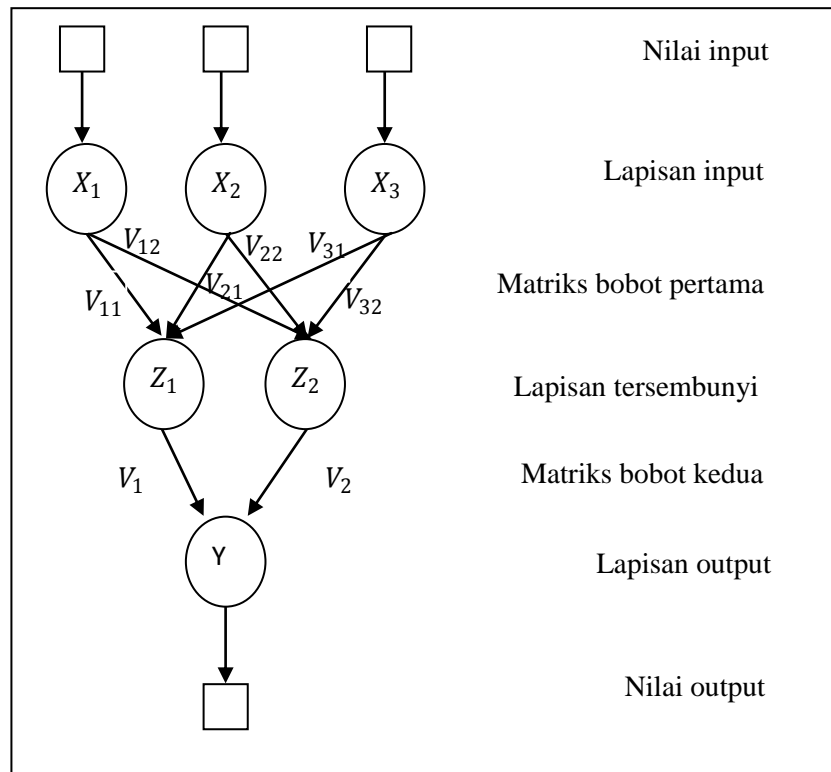 Nilai input
X₁ X₂ X₃ Lapisan input
V₁₂ V₂₂ V₃₁
V₁₁ V₂₁ V₃₂ Matriks bobot pertama
Z₁ Z₂ Lapisan tersembunyi
V₁ V₂ Matriks bobot kedua
Y Lapisan output
Nilai output